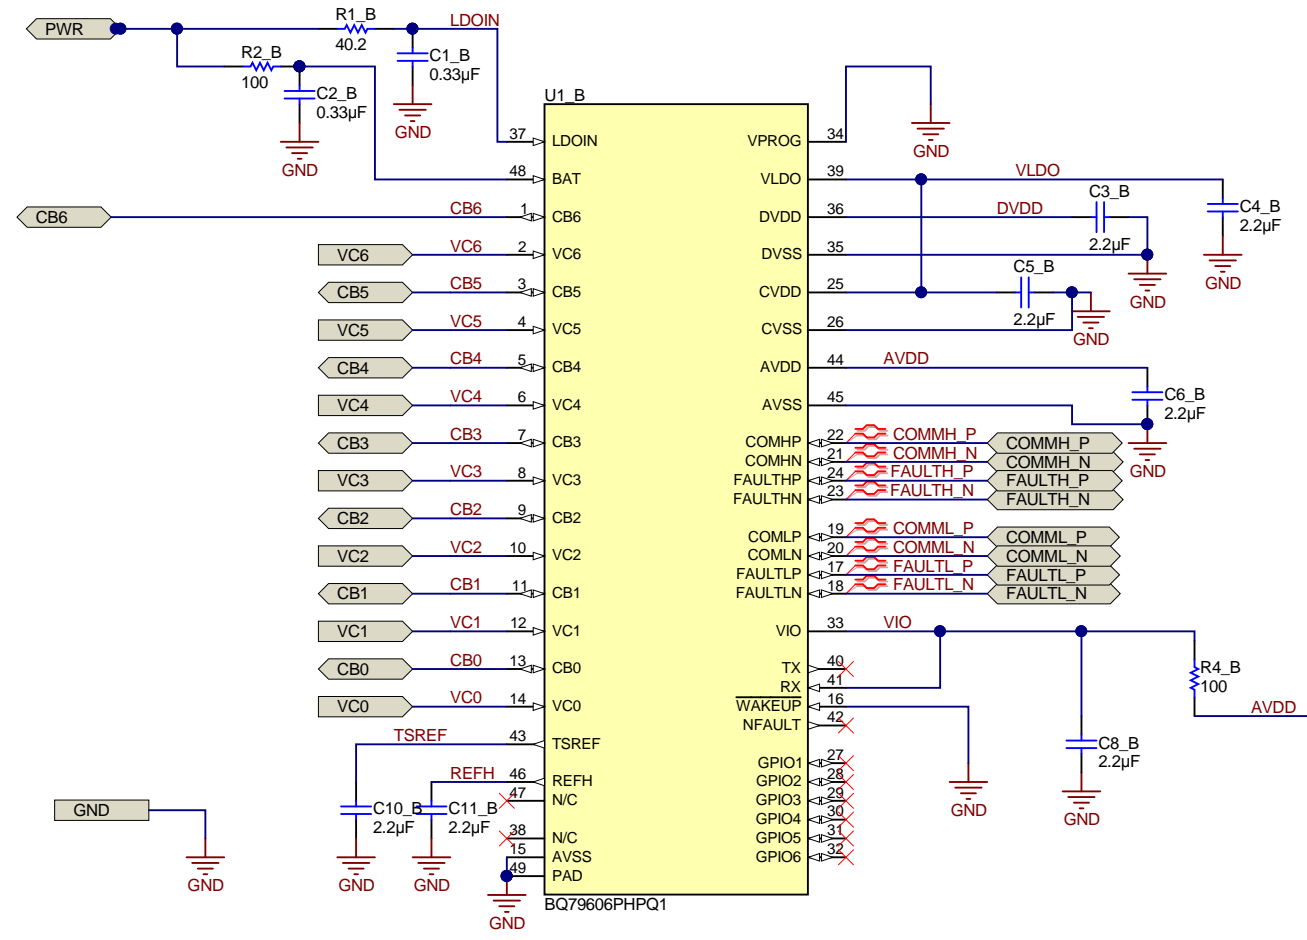 PWR
R1_B
40.2
LDOIN
C1_B
0.33µF
GND
R2_B
100
C2_B
0.33µF
GND
U1_B
37 LDOIN
48 BAT
CB6 CB6 1 CB6
VC6 VC6 2 VC6
CB5 CB5 3 CB5
VC5 VC5 4 VC5
CB4 CB4 5 CB4
VC4 VC4 6 VC4
CB3 CB3 7 CB3
VC3 VC3 8 VC3
CB2 CB2 9 CB2
VC2 VC2 10 VC2
CB1 CB1 11 CB1
VC1 VC1 12 VC1
CB0 CB0 13 CB0
VC0 VC0 14 VC0
TSREF 43 TSREF
REFH 46 REFH
47 N/C
38 N/C
15 AVSS
49 PAD
C10_B
2.2µF
GND
C11_B
2.2µF
GND
GND
GND
GND
BQ79606PHPQ1
VPROG 34
GND
VLDO 39 VLDO
C4_B
2.2µF
GND
DVDD 36 DVDD
C3_B
2.2µF
DVSS 35
GND
CVDD 25
C5_B
2.2µF
CVSS 26
GND
AVDD 44 AVDD
AVSS 45
C6_B
2.2µF
GND
COMHP 22 COMMH_P COMMH_P
COMHN 21 COMMH_N COMMH_N
FAULTHP 24 FAULTH_P FAULTH_P
FAULTHN 23 FAULTH_N FAULTH_N
COMLP 19 COMML_P COMML_P
COMLN 20 COMML_N COMML_N
FAULTLP 17 FAULTL_P FAULTL_P
FAULTLN 18 FAULTL_N FAULTL_N
VIO 33 VIO
TX 40
RX 41
WAKEUP 16
NFAULT 42
GPIO1 27
GPIO2 28
GPIO3 29
GPIO4 30
GPIO5 31
GPIO6 32
GND
C8_B
2.2µF
GND
R4_B
100
AVDD